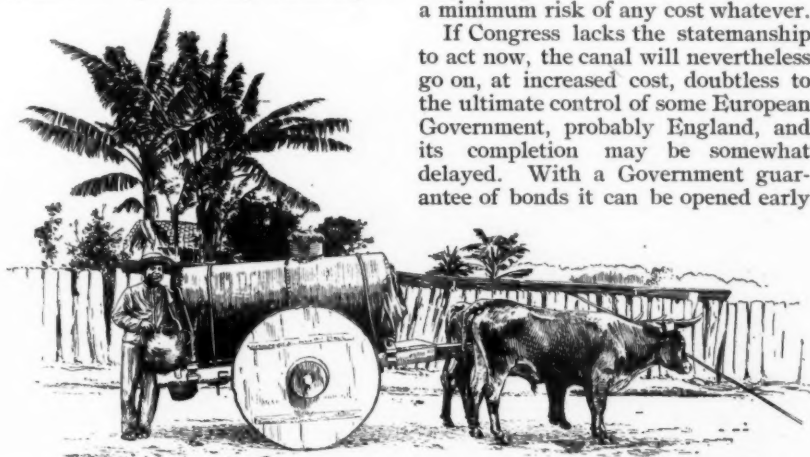 a minimum risk of any cost whatever.
If Congress lacks the statemanship
to act now, the canal will nevertheless
go on, at increased cost, doubtless to
the ultimate control of some European
Government, probably England, and
its completion may be somewhat
delayed. With a Government guar-
antee of bonds it can be opened early